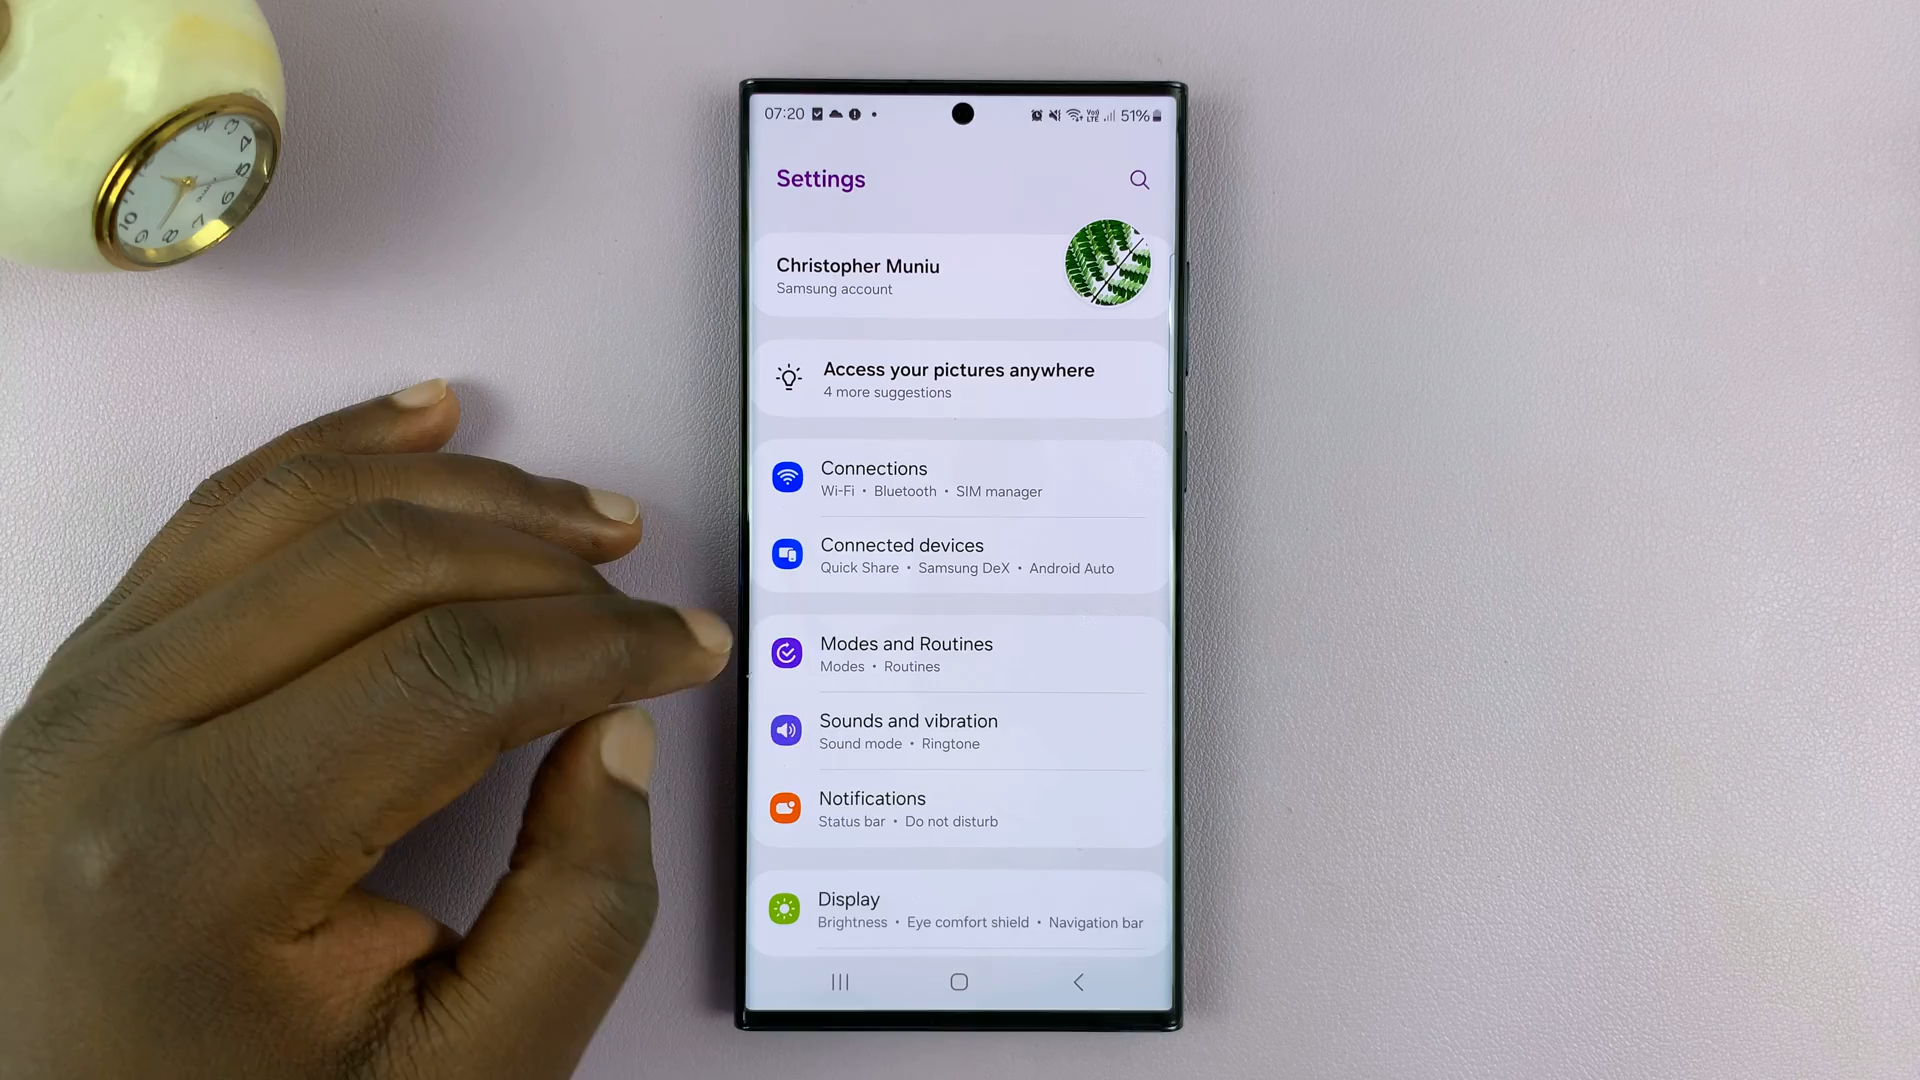 07:20
VoLTE 51%
Settings
Christopher Muniu
Samsung account
Access your pictures anywhere
4 more suggestions
Connections
Wi-Fi • Bluetooth • SIM manager
Connected devices
Quick Share • Samsung DeX • Android Auto
Modes and Routines
Modes • Routines
Sounds and vibration
Sound mode • Ringtone
Notifications
Status bar • Do not disturb
Display
Brightness • Eye comfort shield • Navigation bar